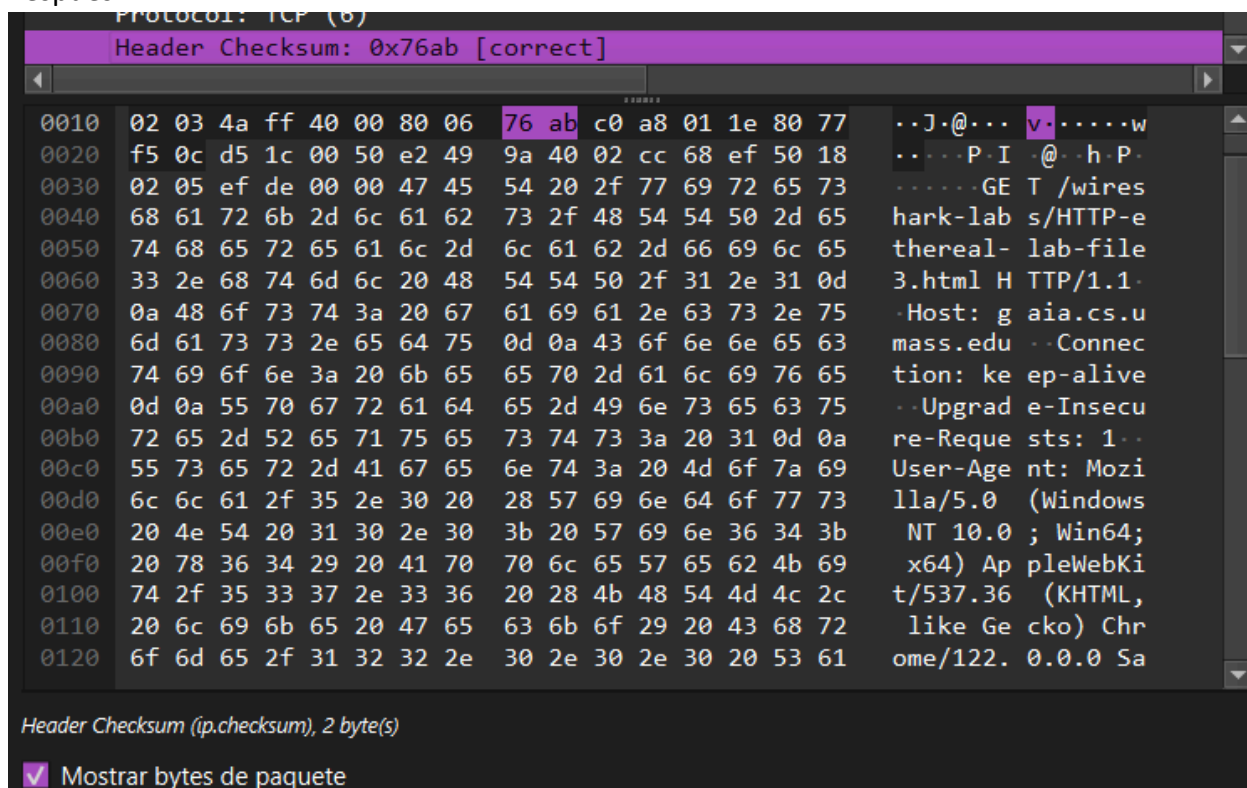 Protocol: TCP (6)
Header Checksum: 0x76ab [correct]
0010 02 03 4a ff 40 00 80 06 76 ab c0 a8 01 1e 80 77 ··J·@··· v······w
0020 f5 0c d5 1c 00 50 e2 49 9a 40 02 cc 68 ef 50 18 ·····P·I ·@··h·P·
0030 02 05 ef de 00 00 47 45 54 20 2f 77 69 72 65 73 ······GE T /wires
0040 68 61 72 6b 2d 6c 61 62 73 2f 48 54 54 50 2d 65 hark-lab s/HTTP-e
0050 74 68 65 72 65 61 6c 2d 6c 61 62 2d 66 69 6c 65 thereal- lab-file
0060 33 2e 68 74 6d 6c 20 48 54 54 50 2f 31 2e 31 0d 3.html H TTP/1.1·
0070 0a 48 6f 73 74 3a 20 67 61 69 61 2e 63 73 2e 75 ·Host: g aia.cs.u
0080 6d 61 73 73 2e 65 64 75 0d 0a 43 6f 6e 6e 65 63 mass.edu ··Connec
0090 74 69 6f 6e 3a 20 6b 65 65 70 2d 61 6c 69 76 65 tion: ke ep-alive
00a0 0d 0a 55 70 67 72 61 64 65 2d 49 6e 73 65 63 75 ··Upgrad e-Insecu
00b0 72 65 2d 52 65 71 75 65 73 74 73 3a 20 31 0d 0a re-Reque sts: 1··
00c0 55 73 65 72 2d 41 67 65 6e 74 3a 20 4d 6f 7a 69 User-Age nt: Mozi
00d0 6c 6c 61 2f 35 2e 30 20 28 57 69 6e 64 6f 77 73 lla/5.0 (Windows
00e0 20 4e 54 20 31 30 2e 30 3b 20 57 69 6e 36 34 3b NT 10.0 ; Win64;
00f0 20 78 36 34 29 20 41 70 70 6c 65 57 65 62 4b 69 x64) Ap pleWebKi
0100 74 2f 35 33 37 2e 33 36 20 28 4b 48 54 4d 4c 2c t/537.36 (KHTML,
0110 20 6c 69 6b 65 20 47 65 63 6b 6f 29 20 43 68 72 like Ge cko) Chr
0120 6f 6d 65 2f 31 32 32 2e 30 2e 30 2e 30 20 53 61 ome/122. 0.0.0 Sa
Header Checksum (ip.checksum), 2 byte(s)
Mostrar bytes de paquete